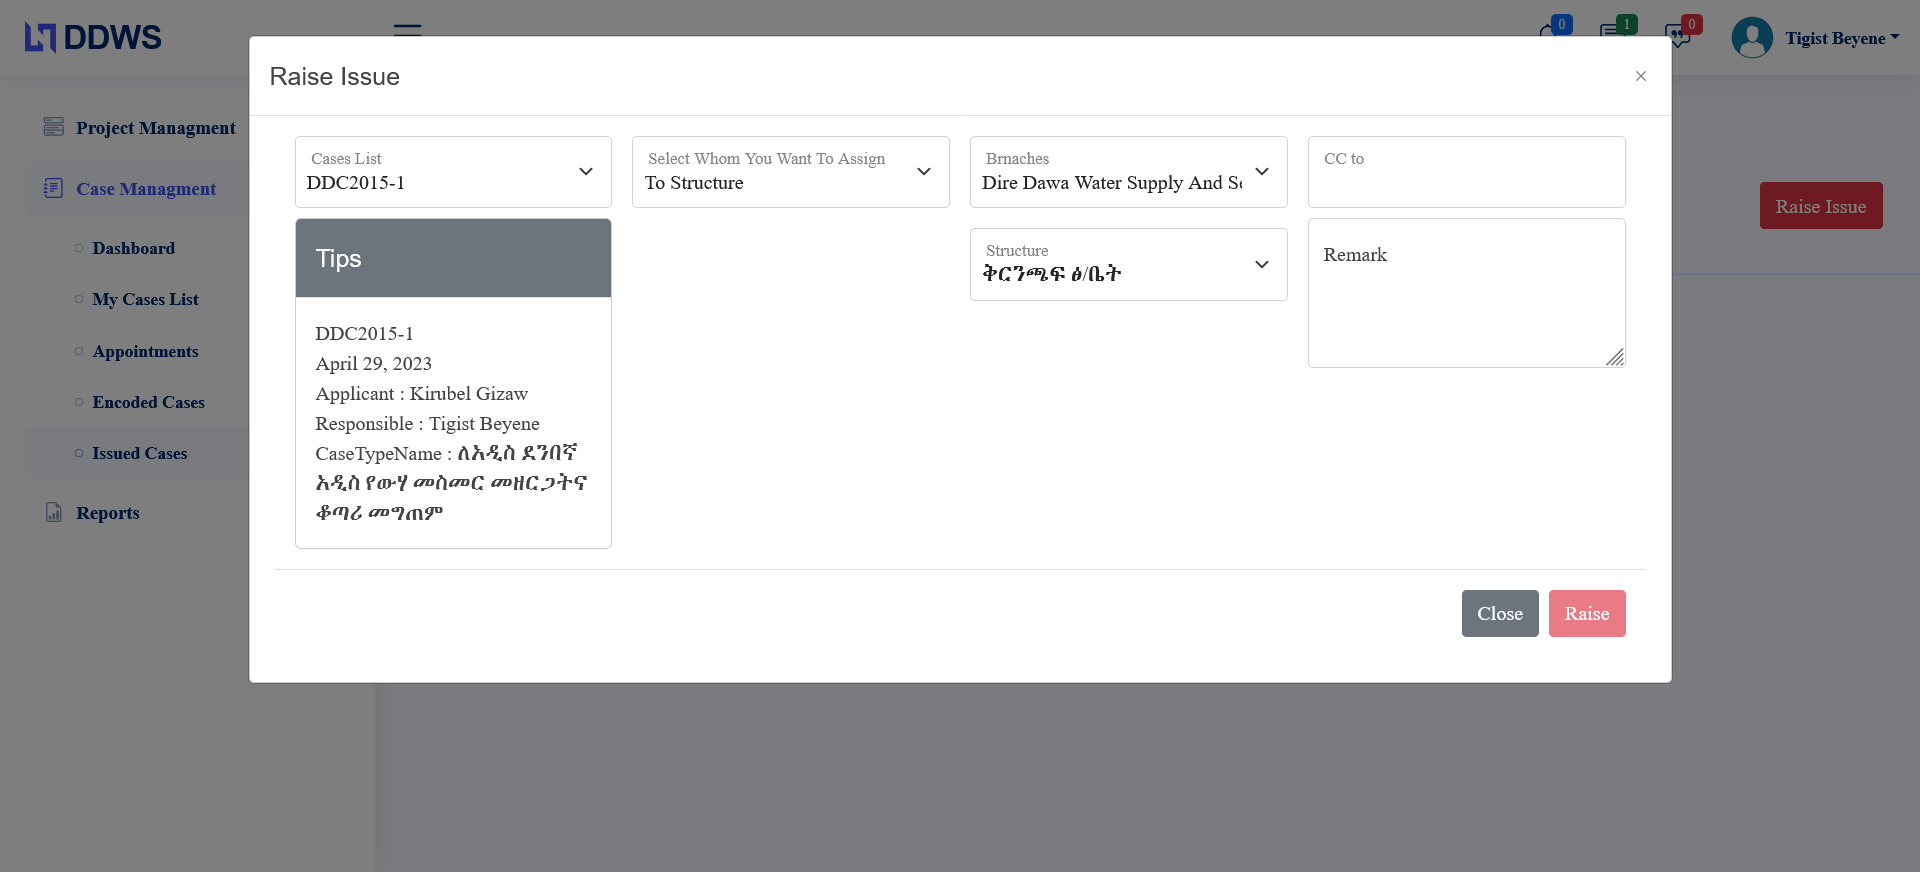 DDWS
0
1
0
Tigist Beyene
Project Managment
Case Managment
Dashboard
My Cases List
Appointments
Encoded Cases
Issued Cases
Reports
Raise Issue
Raise Issue
×
Cases List
DDC2015-1
Select Whom You Want To Assign
To Structure
Brnaches
Dire Dawa Water Supply And Se
CC to
Tips
DDC2015-1
April 29, 2023
Applicant : Kirubel Gizaw
Responsible : Tigist Beyene
CaseTypeName : ለአዲስ ደንበኛ
አዲስ የውሃ መስመር መዘርጋትና
ቆጣሪ መግጠም
Structure
ቅርንጫፍ ፅ/ቤት
Remark
Close
Raise